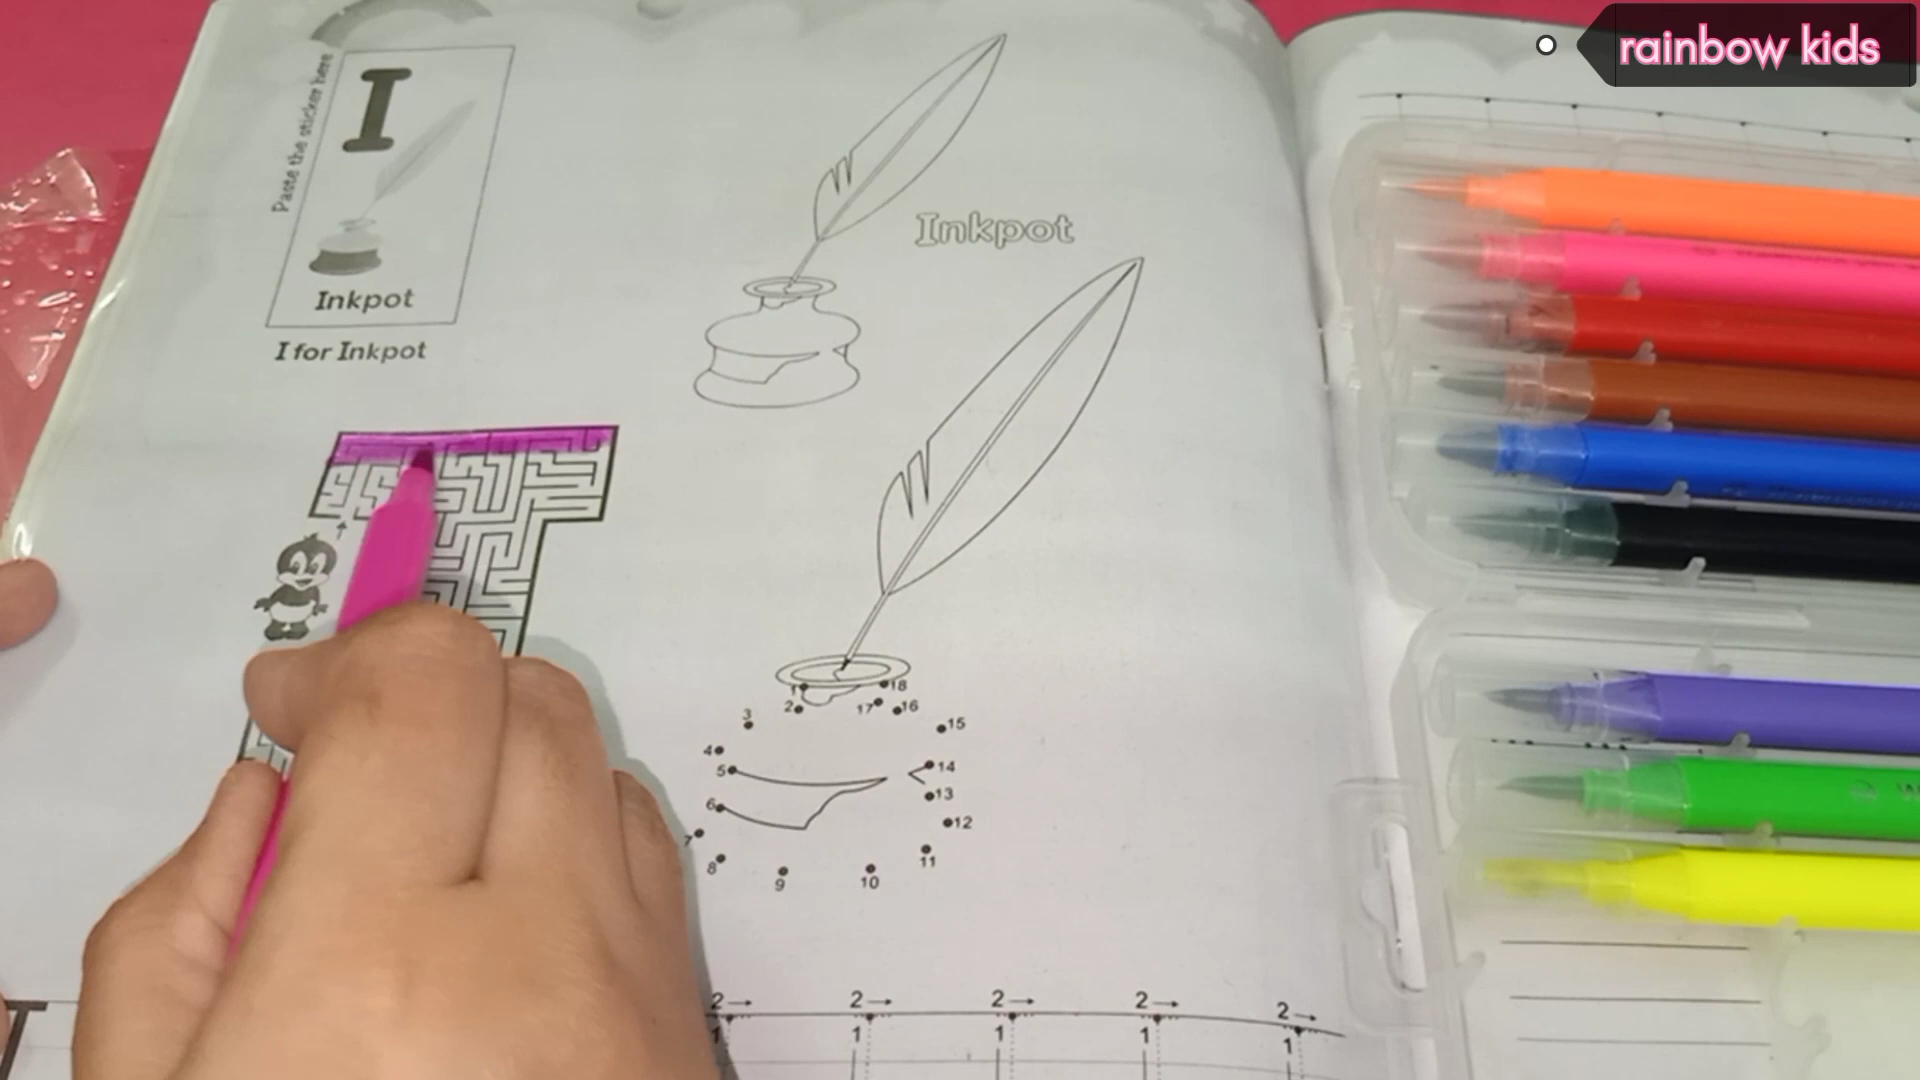 rainbow kids
Paste the sticker here
I
Inkpot
I for Inkpot
Inkpot
1 18
2 17 16
3 15
4
5 14
13
6 12
7
8 11
9 10
2 2 2 2 2
1 1 1 1 1
I